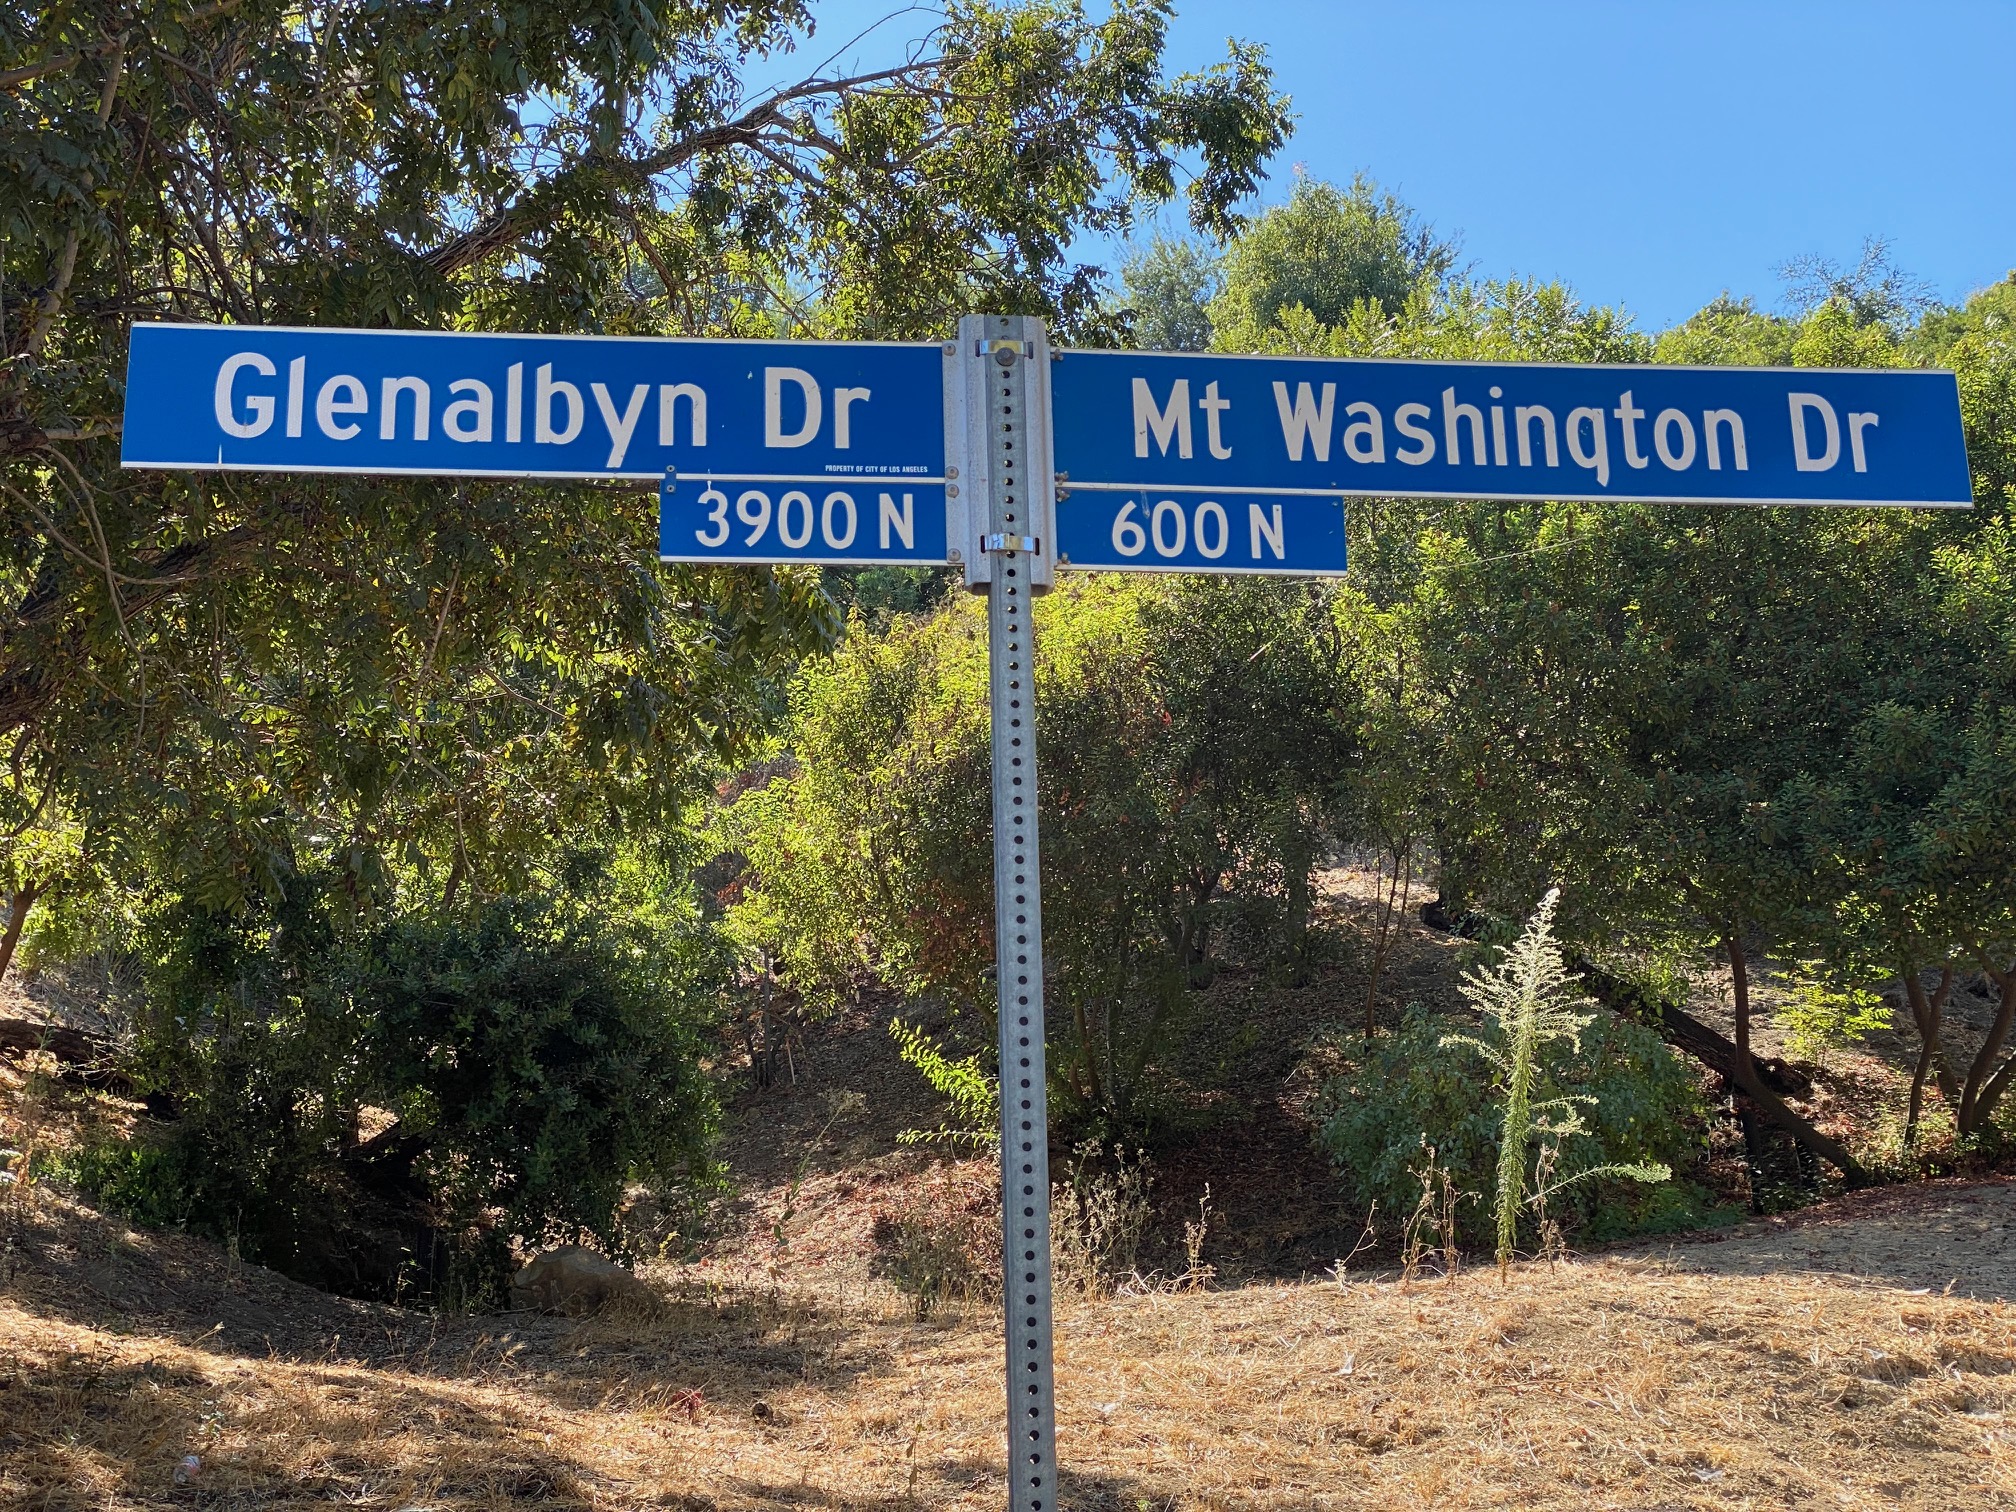 Glenalbyn Dr
PROPERTY OF CITY OF LOS ANGELES
3900 N
Mt Washington Dr
600 N